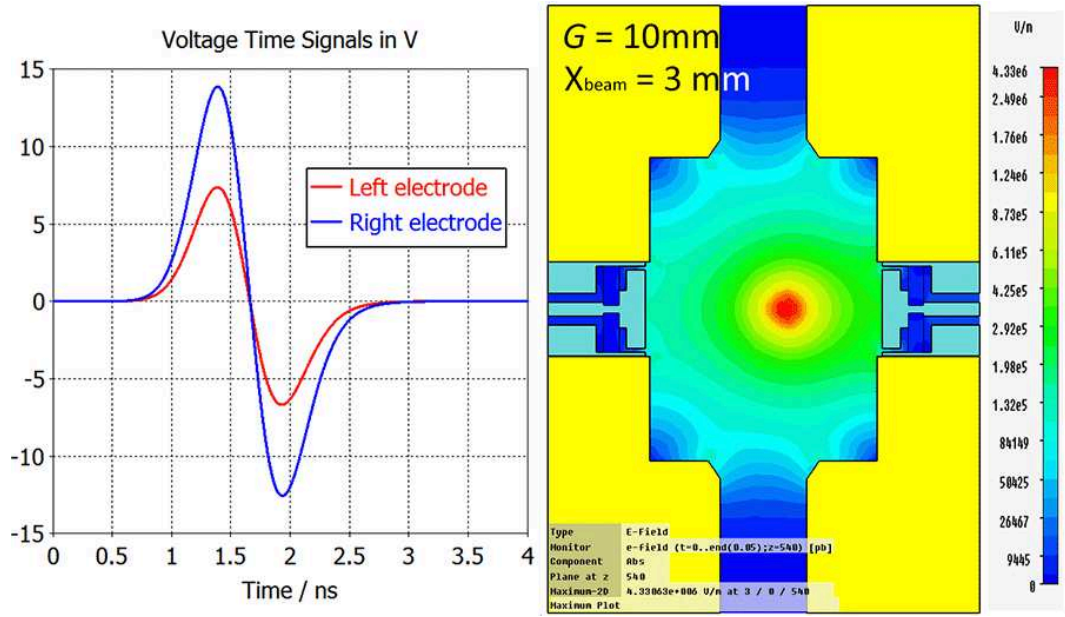 Voltage Time Signals in V
15
10
5
0
-5
-10
-15
0
0.5
1
1.5
2
2.5
3
3.5
4
Time / ns
Left electrode
Right electrode
G = 10mm
Xbeam = 3 mm
V/m
4.33e6
2.49e6
1.76e6
1.24e6
8.73e5
6.11e5
4.25e5
2.92e5
1.98e5
1.32e5
84149
50425
26467
9445
0
Type E-Field
Monitor e-field (t=0..end(0.05);z=540) [pb]
Component Abs
Plane at z 540
Maximum-2D 4.33063e+006 V/m at 3 / 0 / 540
Maximum Plot